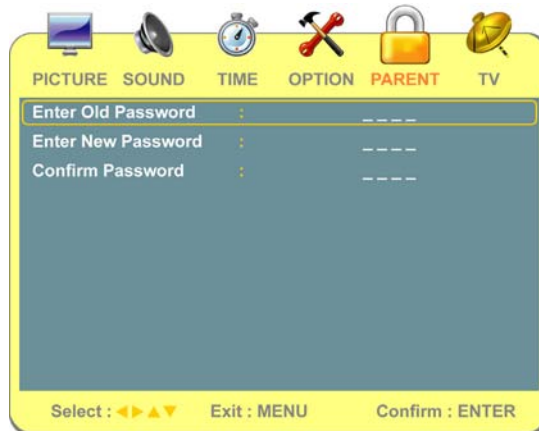 PICTURE SOUND TIME OPTION PARENT TV
Enter Old Password : _ _ _ _
Enter New Password : _ _ _ _
Confirm Password : _ _ _ _
Select : ◀▶▲▼ Exit : MENU Confirm : ENTER